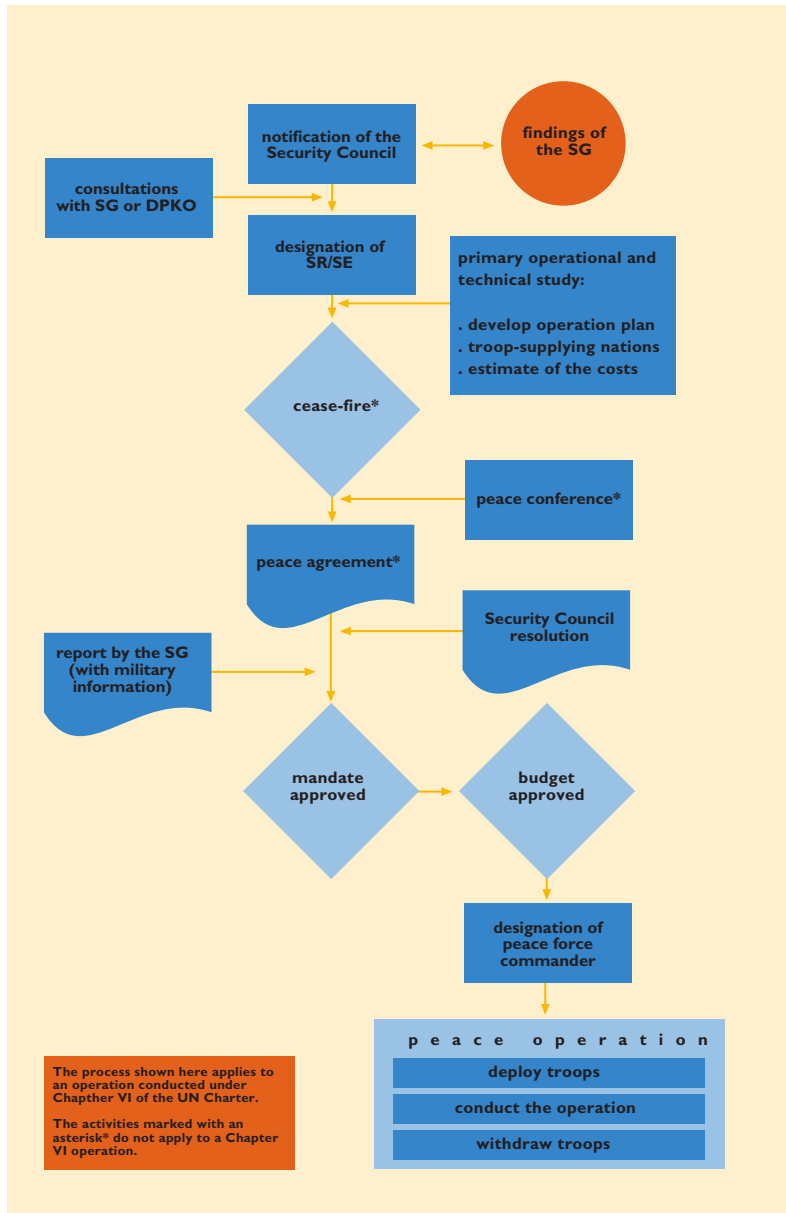 notification of the
Security Council
findings of
the SG
consultations
with SG or DPKO
designation of
SR/SE
primary operational and
technical study:
. develop operation plan
. troop-supplying nations
. estimate of the costs
cease-fire*
peace conference*
peace agreement*
Security Council
resolution
report by the SG
(with military
information)
mandate
approved
budget
approved
designation of
peace force
commander
peace operation
deploy troops
conduct the operation
withdraw troops
The process shown here applies to
an operation conducted under
Chapther VI of the UN Charter.
The activities marked with an
asterisk* do not apply to a Chapter
VI operation.